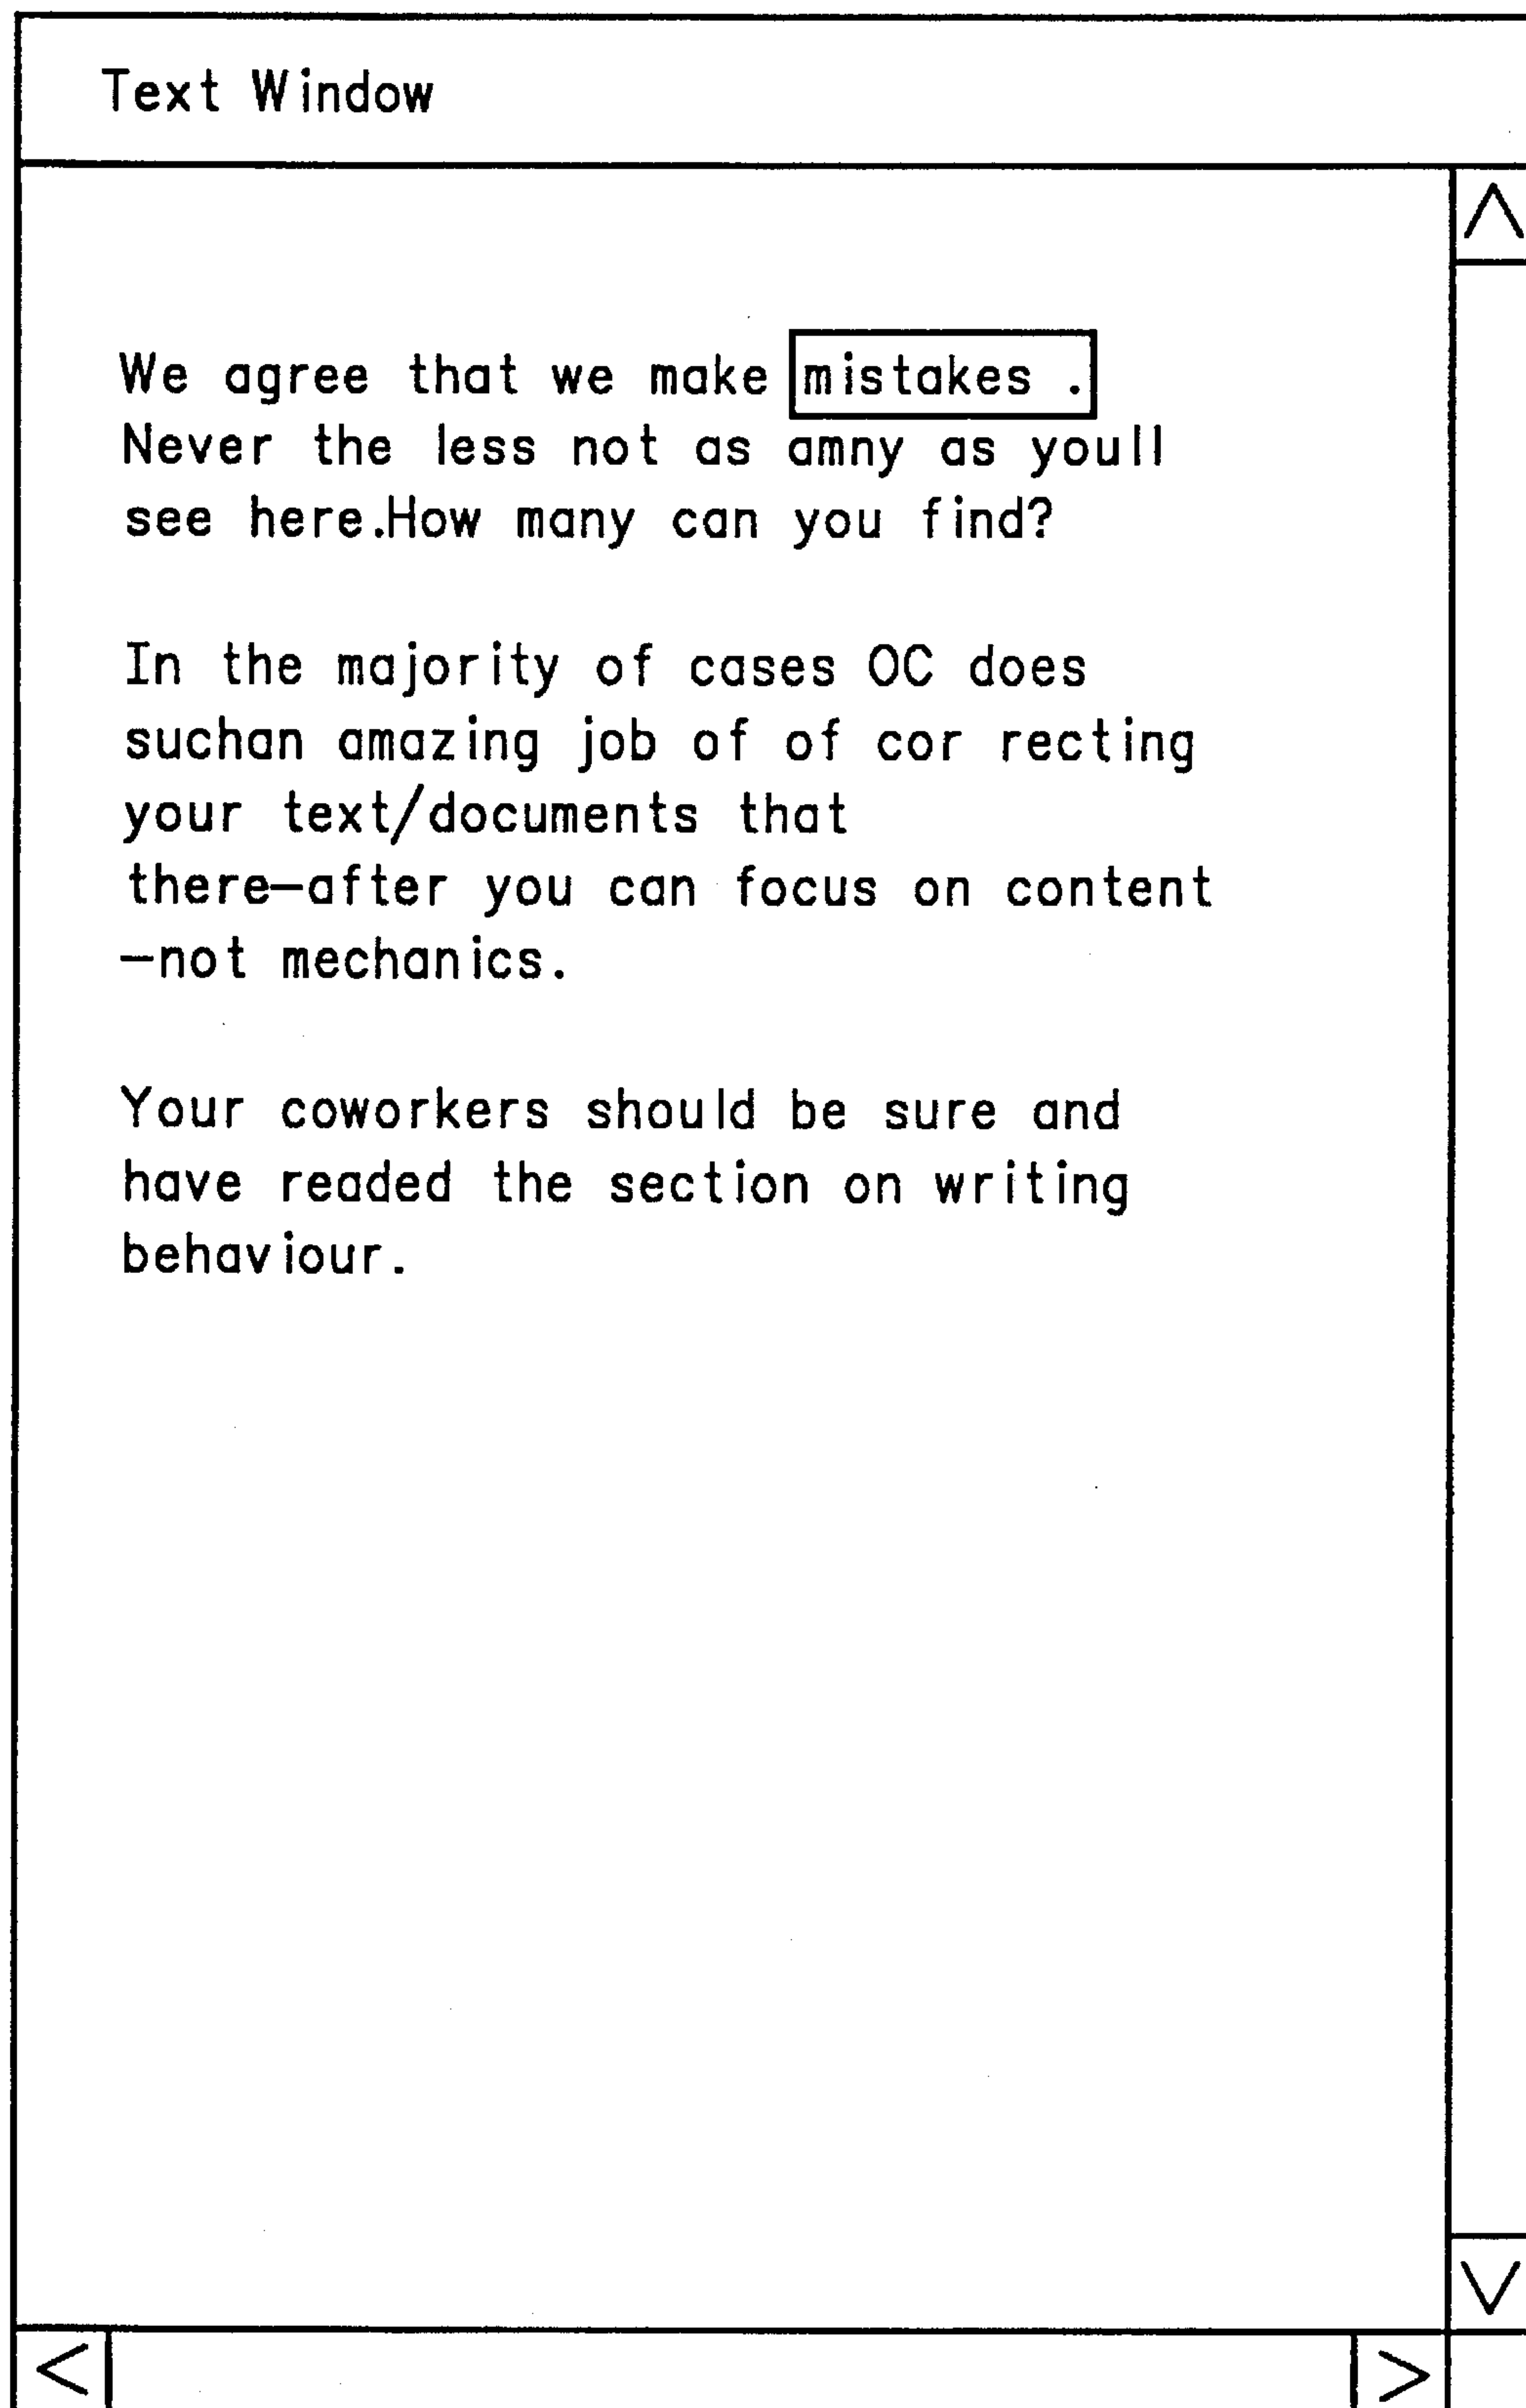 Text Window
We agree that we make mistakes .
Never the less not as amny as youll
see here.How many can you find?
In the majority of cases OC does
suchan amazing job of of cor recting
your text/documents that
there—after you can focus on content
—not mechanics.
Your coworkers should be sure and
have readed the section on writing
behaviour.